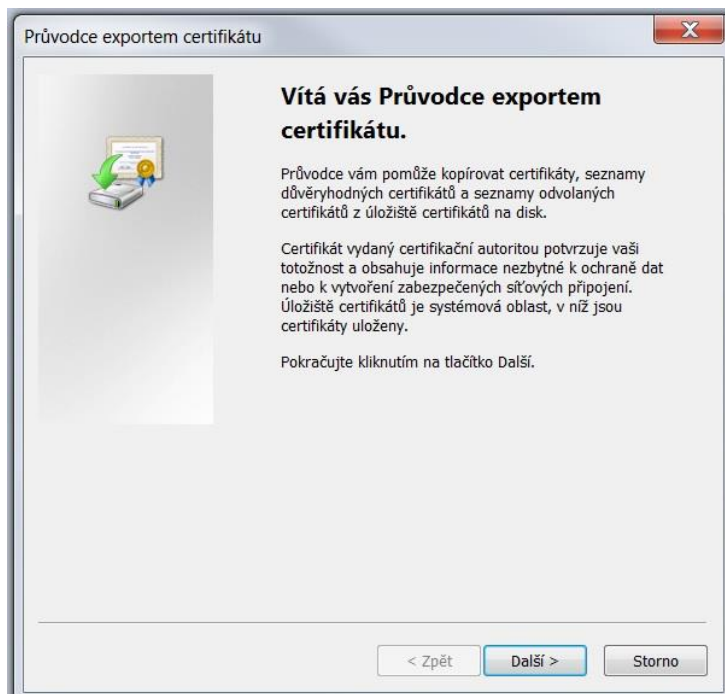 Průvodce exportem certifikátu
X
Vítá vás Průvodce exportem
certifikátu.
Průvodce vám pomůže kopírovat certifikáty, seznamy
důvěryhodných certifikátů a seznamy odvolaných
certifikátů z úložiště certifikátů na disk.
Certifikát vydaný certifikační autoritou potvrzuje vaši
totožnost a obsahuje informace nezbytné k ochraně dat
nebo k vytvoření zabezpečených síťových připojení.
Úložiště certifikátů je systémová oblast, v níž jsou
certifikáty uloženy.
Pokračujte kliknutím na tlačítko Další.
< Zpět
Další >
Storno